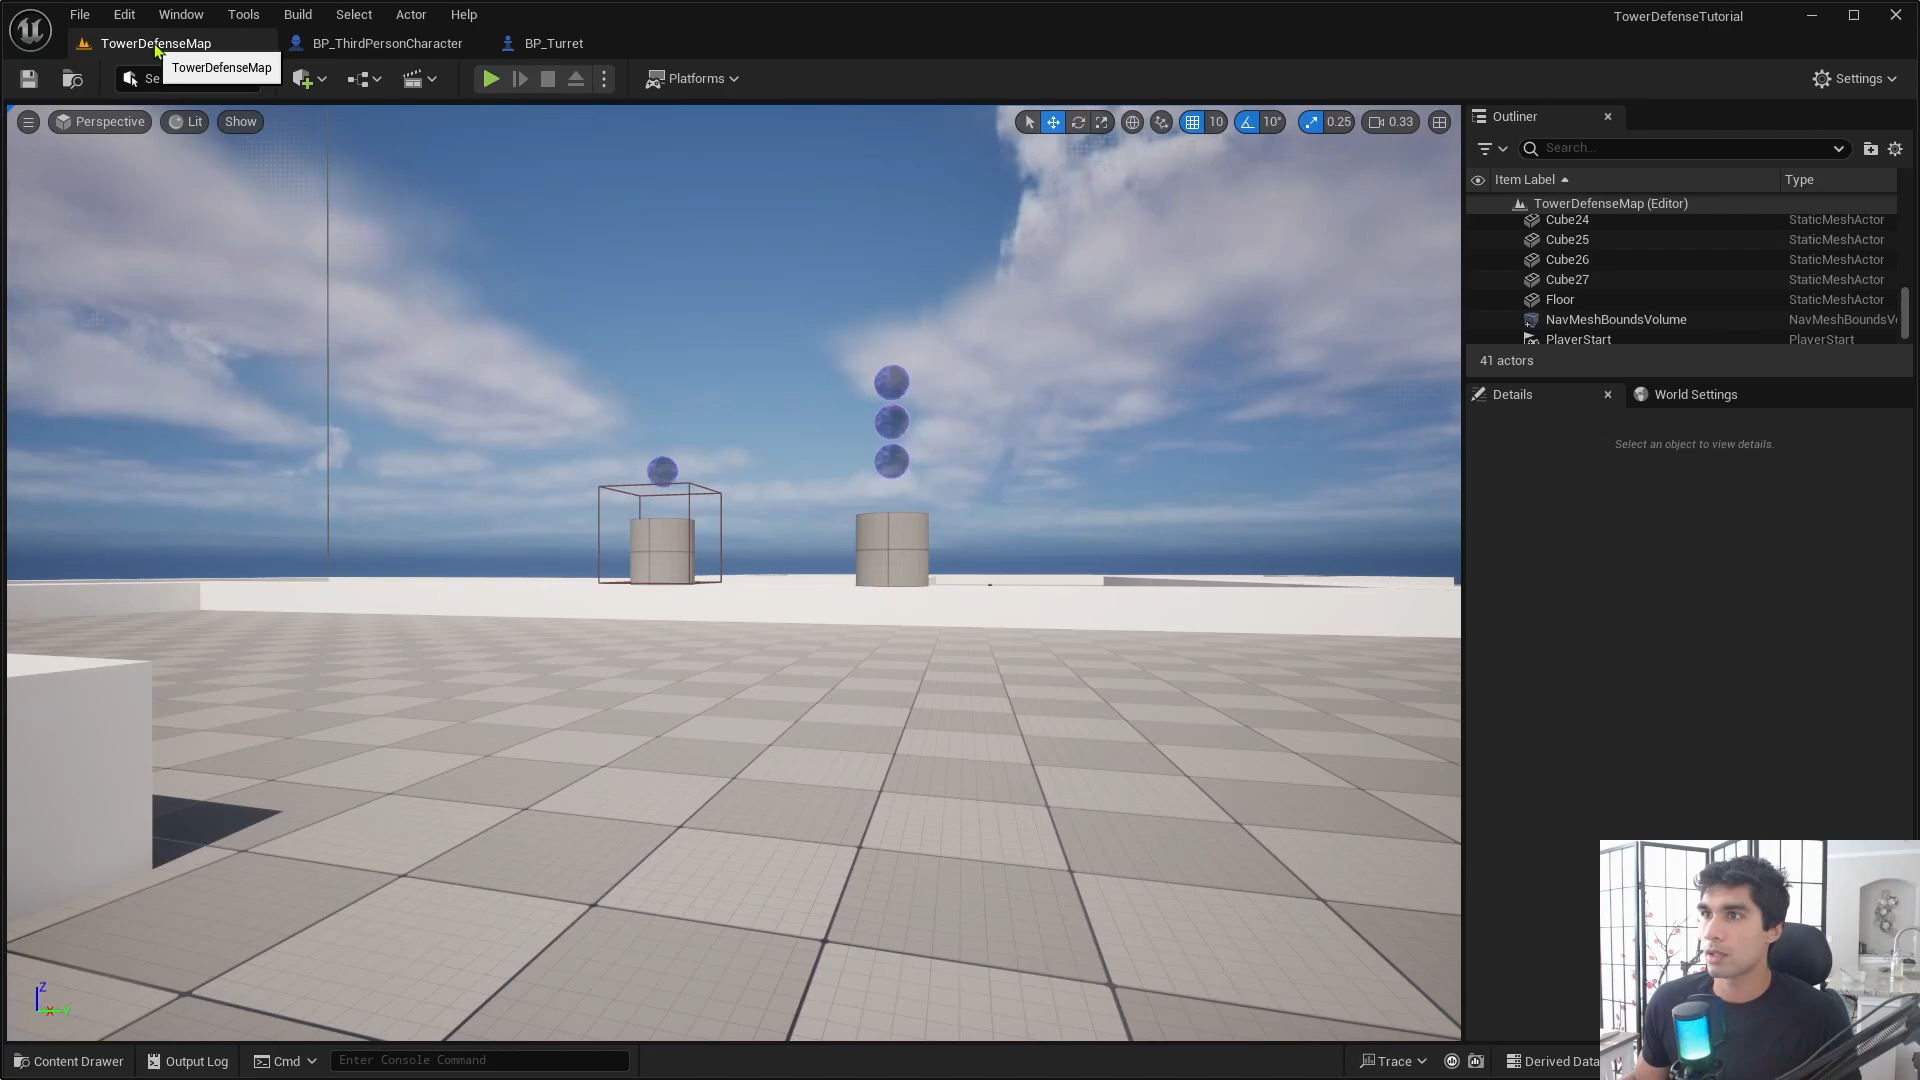 File Edit Window Tools Build Select Actor Help
TowerDefenseTutorial
TowerDefenseMap
BP_ThirdPersonCharacter
BP_Turret
TowerDefenseMap
Se
Platforms
Settings
Perspective
Lit
Show
10
10°
0.25
0.33
Outliner
Search...
Item Label
Type
TowerDefenseMap (Editor)
Cube24 StaticMeshActor
Cube25 StaticMeshActor
Cube26 StaticMeshActor
Cube27 StaticMeshActor
Floor StaticMeshActor
NavMeshBoundsVolume NavMeshBoundsV
PlayerStart PlayerStart
41 actors
Details
World Settings
Select an object to view details.
Z
Y
X
Content Drawer
Output Log
Cmd
Enter Console Command
Trace
Derived Data